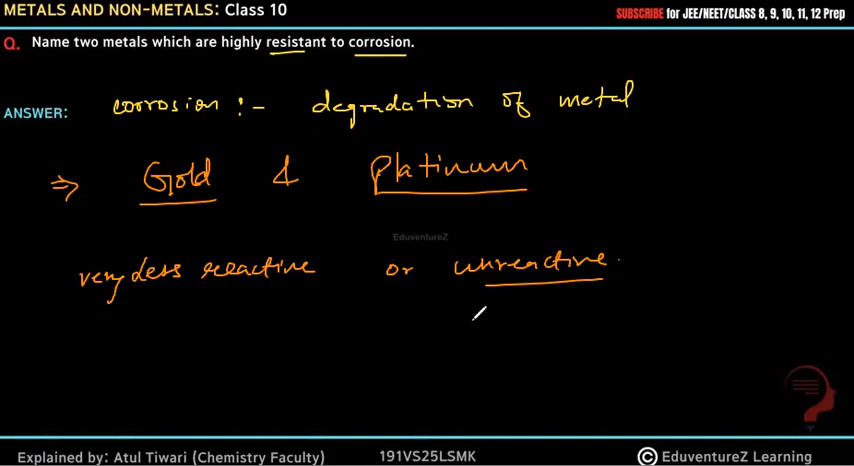 METALS AND NON-METALS: Class 10
SUBSCRIBE for JEE/NEET/CLASS 8, 9, 10, 11, 12 Prep
Q. Name two metals which are highly resistant to corrosion.
ANSWER: corrosion :- degradation of metal
⇒ Gold & Platinum
EduventureZ
very less reactive or unreactive.
Explained by: Atul Tiwari (Chemistry Faculty) 191VS25LSMK © EduventureZ Learning